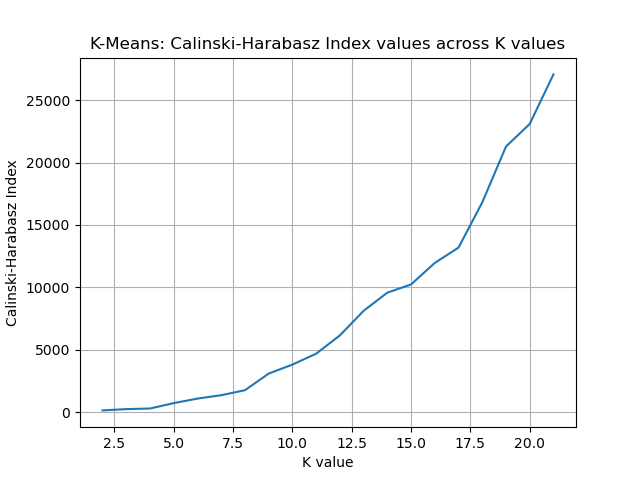 K-Means: Calinski-Harabasz Index values across K values
25000
20000
15000
10000
5000
0
Calinski-Harabasz Index
2.5 5.0 7.5 10.0 12.5 15.0 17.5 20.0
K value